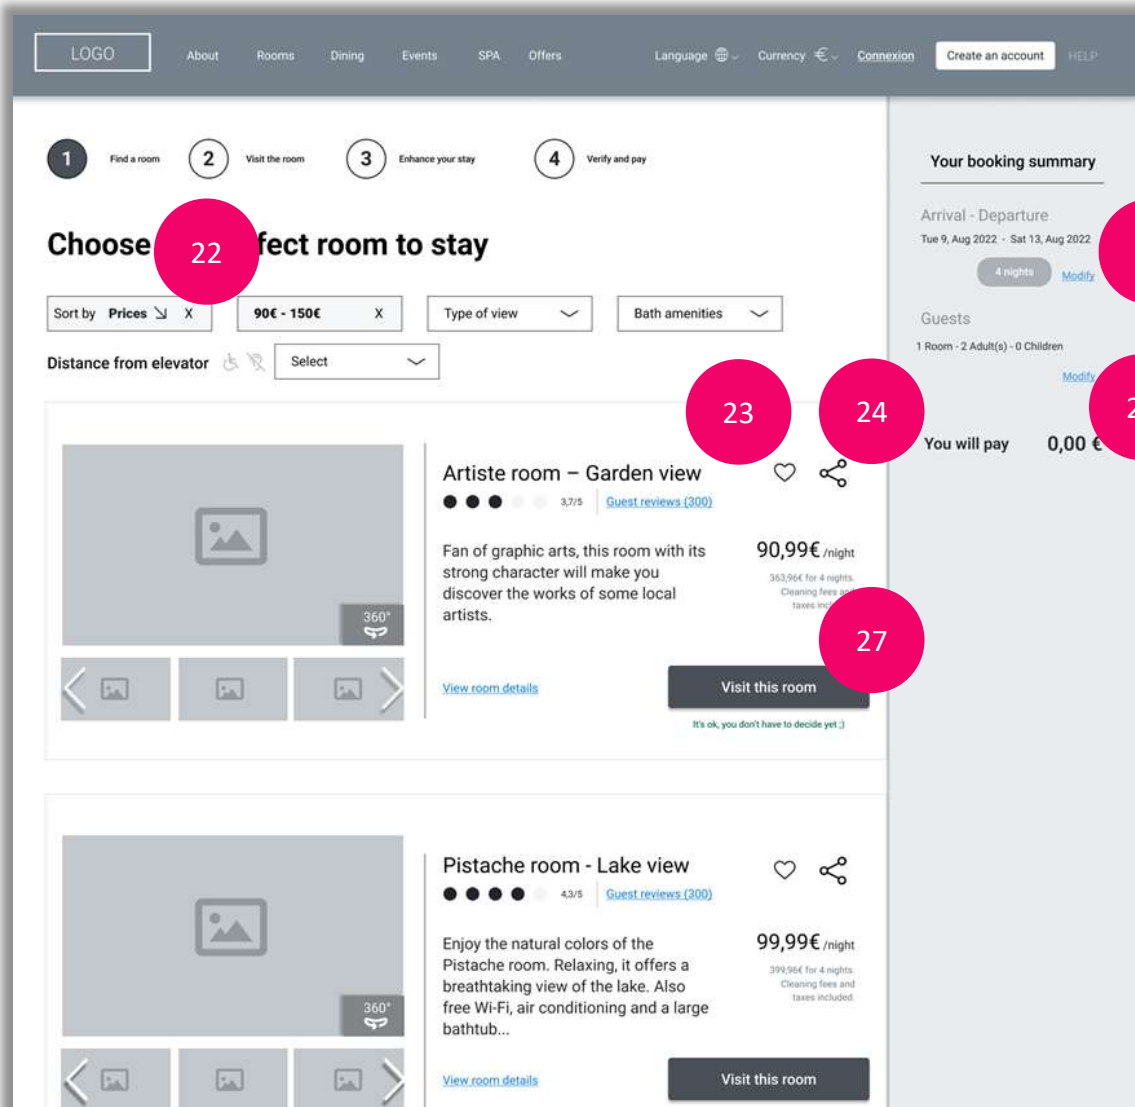 LOGO About Rooms Dining Events SPA Offers Language Currency € Connexion Create an account HELP
1 Find a room 2 Visit the room 3 Enhance your stay 4 Verify and pay
Choose fect room to stay
22
Sort by Prices X 90€ - 150€ X Type of view Bath amenities
Distance from elevator Select
Your booking summary
Arrival - Departure
Tue 9, Aug 2022 - Sat 13, Aug 2022
4 nights Modify
Guests
1 Room - 2 Adult(s) - 0 Children
Modify
You will pay 0,00 €
23
24
Artiste room – Garden view
3,7/5 Guest reviews (300)
Fan of graphic arts, this room with its
strong character will make you
discover the works of some local
artists.
90,99€ /night
363,96€ for 4 nights.
Cleaning fees
taxes
27
360°
View room details
Visit this room
It's ok, you don't have to decide yet ;)
Pistache room - Lake view
4,3/5 Guest reviews (300)
Enjoy the natural colors of the
Pistache room. Relaxing, it offers a
breathtaking view of the lake. Also
free Wi-Fi, air conditioning and a large
bathtub...
99,99€ /night
399,96€ for 4 nights.
Cleaning fees and
taxes included.
360°
View room details
Visit this room